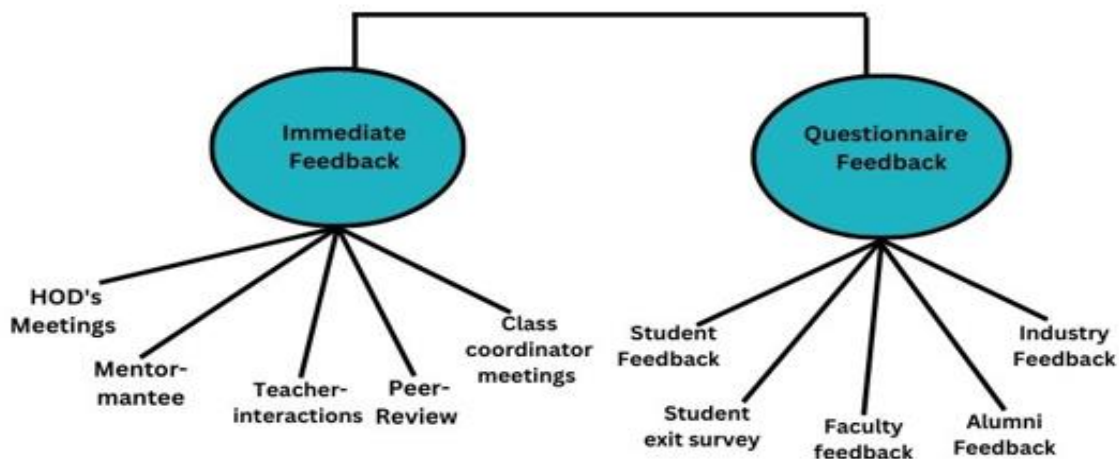 Immediate
Feedback
Questionnaire
Feedback
HOD's
Meetings
Mentor-
mantee
Teacher-
interactions
Peer-
Review
Class
coordinator
meetings
Student
Feedback
Student
exit survey
Faculty
feedback
Alumni
Feedback
Industry
Feedback